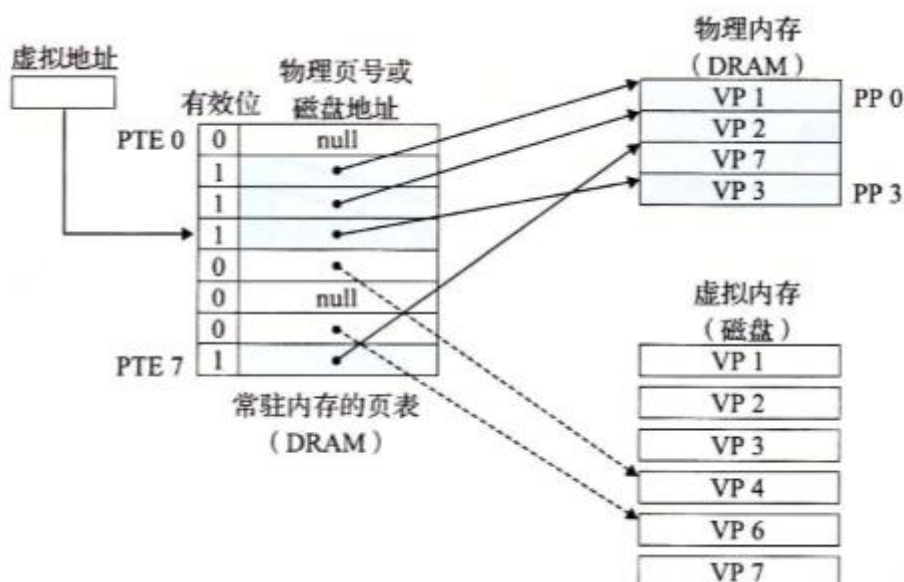 虚拟地址
物理页号或
磁盘地址
有效位
PTE 0
0
null
1
1
1
0
0
null
0
PTE 7
1
常驻内存的页表
（DRAM）
物理内存
（DRAM）
VP 1
PP 0
VP 2
VP 7
VP 3
PP 3
虚拟内存
（磁盘）
VP 1
VP 2
VP 3
VP 4
VP 6
VP 7